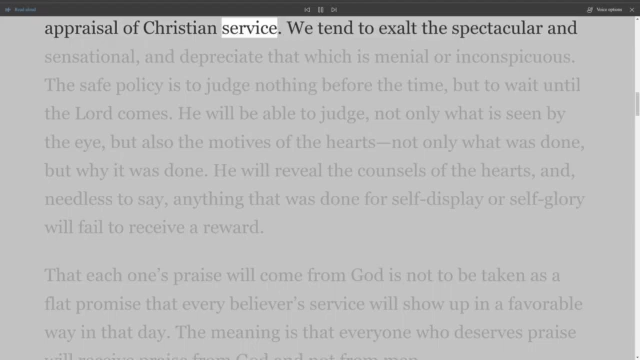 Read aloud
Voice options
appraisal of Christian service. We tend to exalt the spectacular and
sensational, and depreciate that which is menial or inconspicuous.
The safe policy is to judge nothing before the time, but to wait until
the Lord comes. He will be able to judge, not only what is seen by
the eye, but also the motives of the hearts—not only what was done,
but why it was done. He will reveal the counsels of the hearts, and,
needless to say, anything that was done for self-display or self-glory
will fail to receive a reward.
That each one’s praise will come from God is not to be taken as a
flat promise that every believer’s service will show up in a favorable
way in that day. The meaning is that everyone who deserves praise
will receive praise from God and not from men.